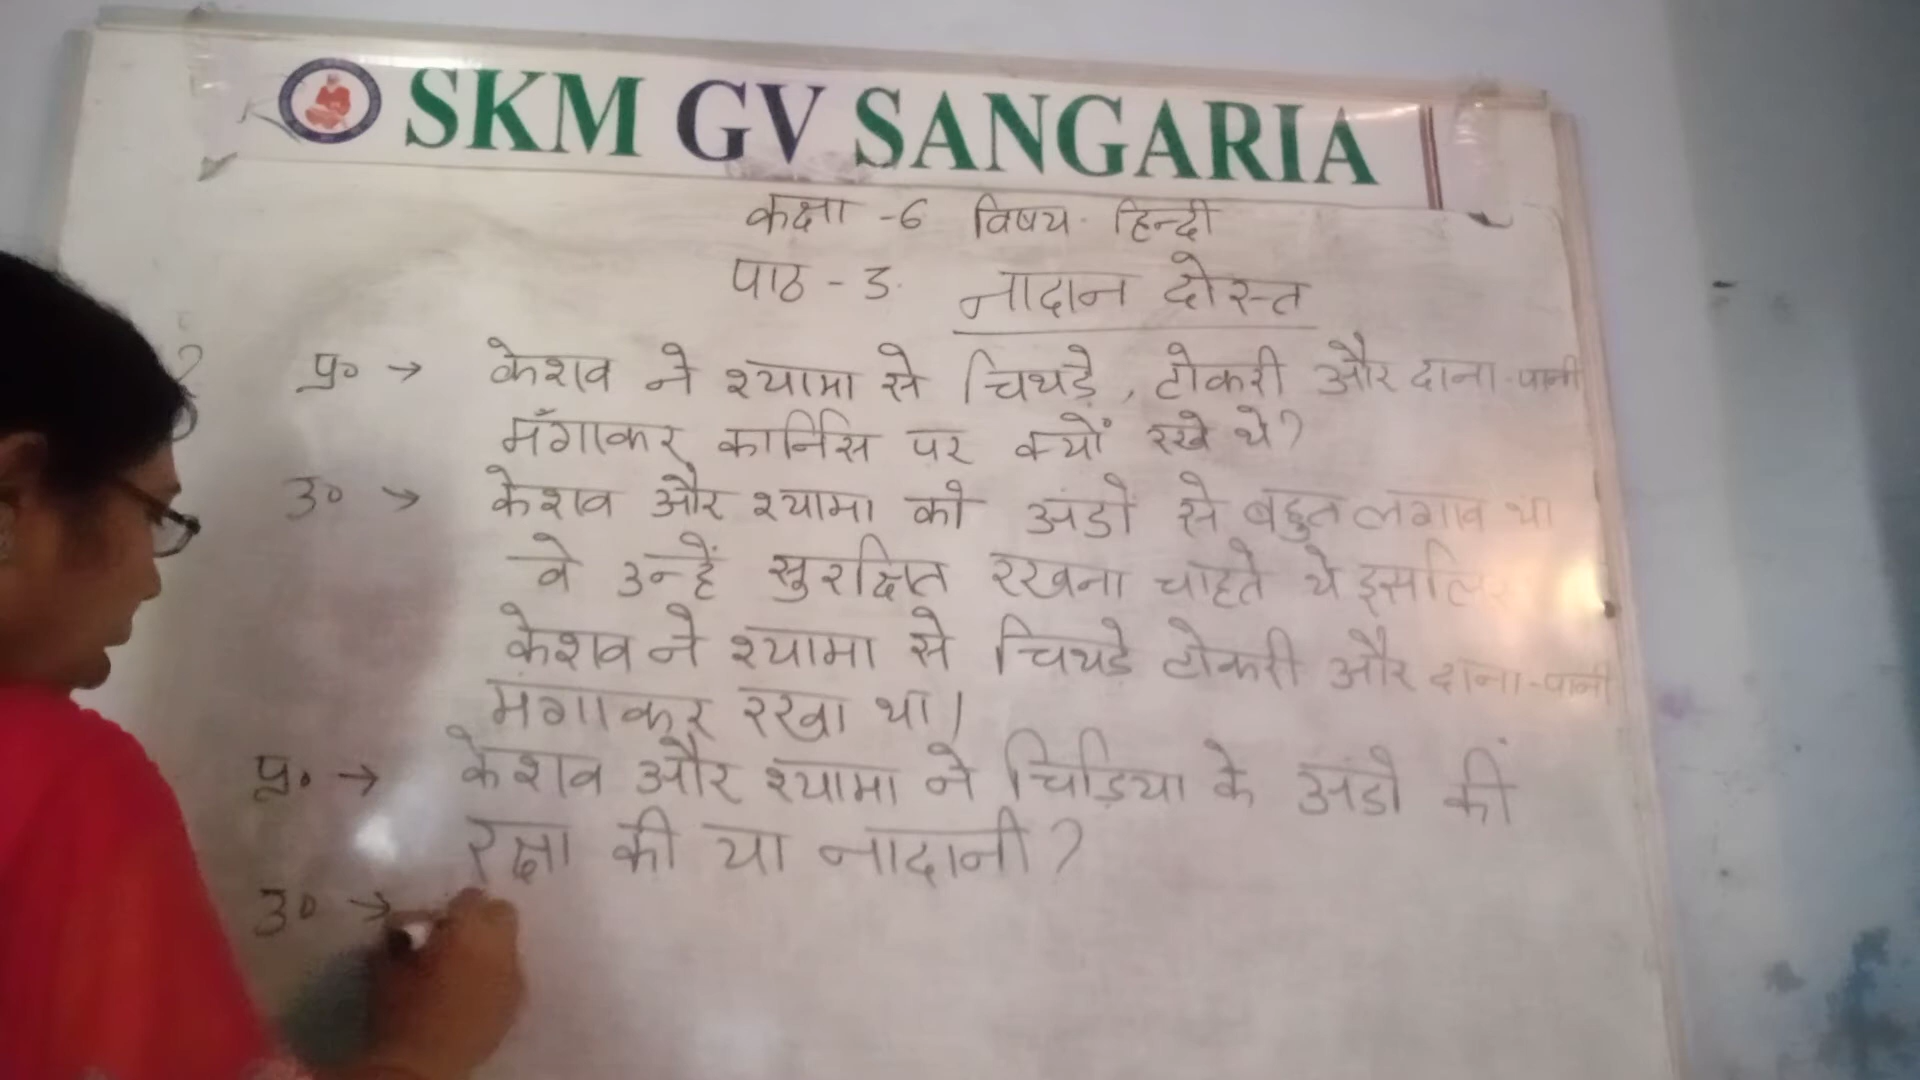 SKM GV SANGARIA
कक्षा -6 विषय- हिन्दी
पाठ - 3. नादान दोस्त
प्र० → केशव ने श्यामा से चिथड़े, टोकरी और दाना-पानी
मँगाकर कार्निस पर क्यों रखे थे?
उ० → केशव और श्यामा को अंडों से बहुत लगाव था
वे उन्हें सुरक्षित रखना चाहते थे इसलिए
केशव ने श्यामा से चिथडे टोकरी और दाना-पानी
मंगाकर रखा था।
प्र० → केशव और श्यामा ने चिड़िया के अंडो कीं
रक्षा की या नादानी?
उ० →